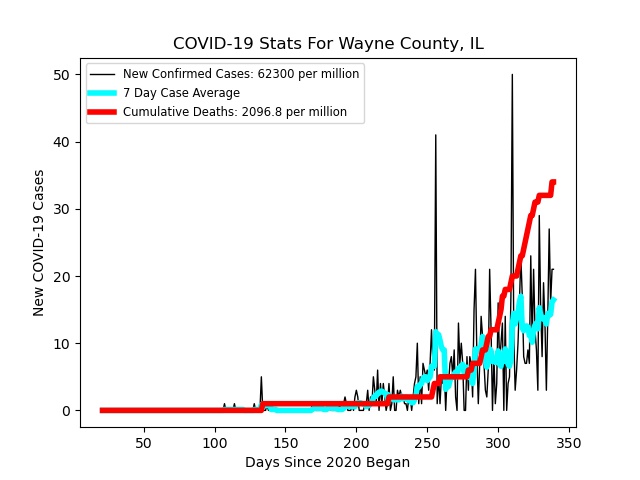 COVID-19 Stats For Wayne County, IL
New Confirmed Cases: 62300 per million
7 Day Case Average
Cumulative Deaths: 2096.8 per million
New COVID-19 Cases
50
40
30
20
10
0
50 100 150 200 250 300 350
Days Since 2020 Began